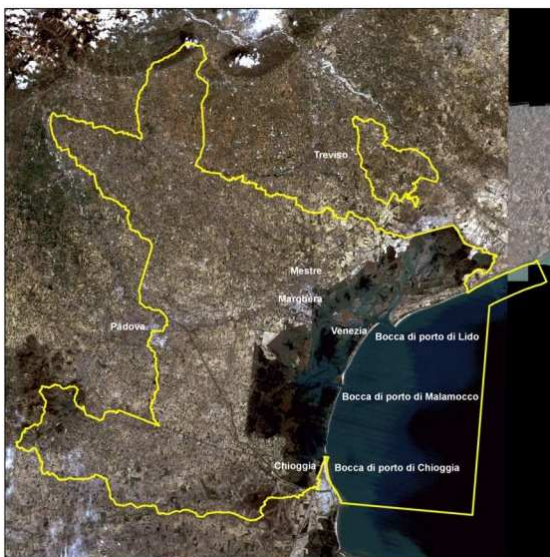 Treviso
Mestre
Marghera
Pàdova
Venezia
Bocca di porto di Lido
Bocca di porto di Malamocco
Chioggia
Bocca di porto di Chioggia